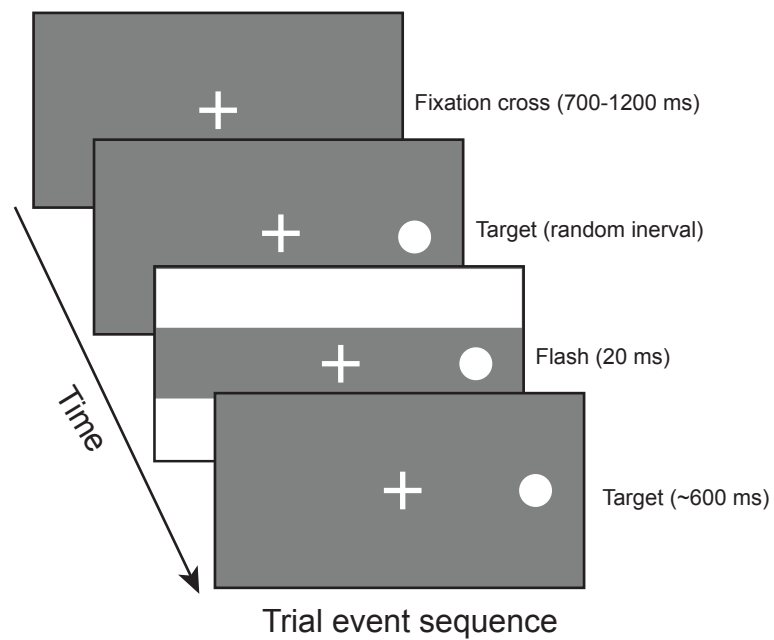 Fixation cross (700-1200 ms)
Target (random inerval)
Flash (20 ms)
Target (~600 ms)
Time
Trial event sequence